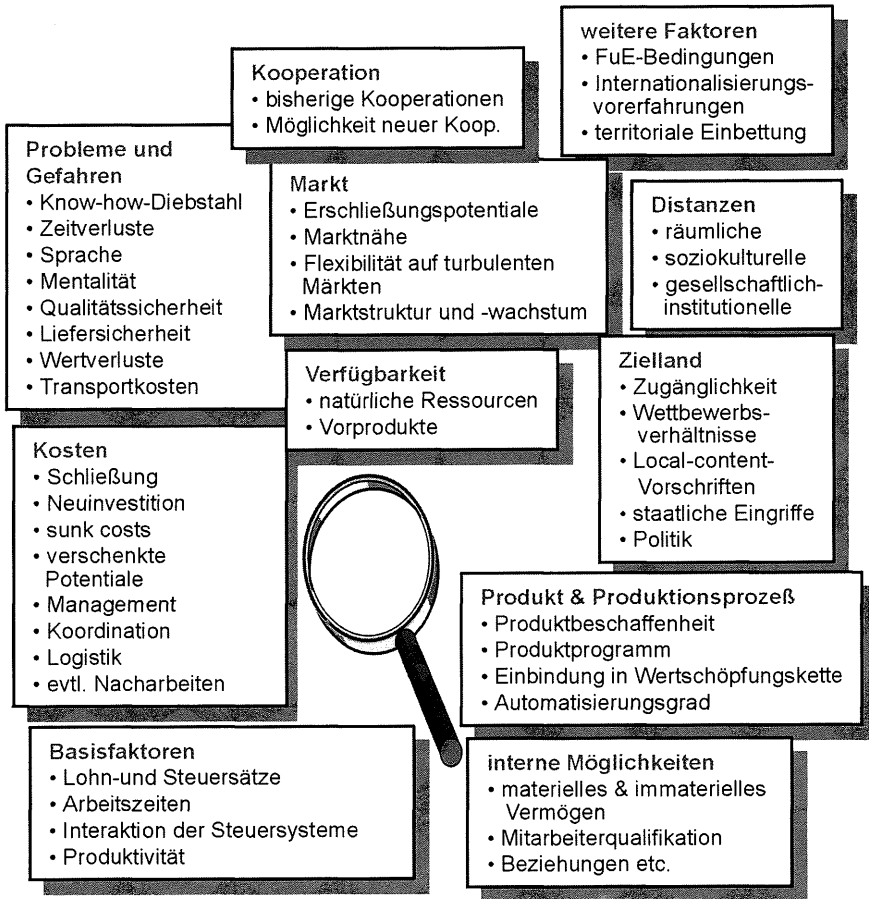 weitere Faktoren
• FuE-Bedingungen
• Internationalisierungs-
vorerfahrungen
• territoriale Einbettung
Kooperation
• bisherige Kooperationen
• Möglichkeit neuer Koop.
Probleme und
Gefahren
• Know-how-Diebstahl
• Zeitverluste
• Sprache
• Mentalität
• Qualitätssicherheit
• Liefersicherheit
• Wertverluste
• Transportkosten
Markt
• Erschließungspotentiale
• Marktnähe
• Flexibilität auf turbulenten
Märkten
• Marktstruktur und -wachstum
Distanzen
• räumliche
• soziokulturelle
• gesellschaftlich-
institutionelle
Verfügbarkeit
• natürliche Ressourcen
• Vorprodukte
Zielland
• Zugänglichkeit
• Wettbewerbs-
verhältnisse
• Local-content-
Vorschriften
• staatliche Eingriffe
• Politik
Kosten
• Schließung
• Neuinvestition
• sunk costs
• verschenkte
Potentiale
• Management
• Koordination
• Logistik
• evtl. Nacharbeiten
Produkt & Produktionsprozeß
• Produktbeschaffenheit
• Produktprogramm
• Einbindung in Wertschöpfungskette
• Automatisierungsgrad
Basisfaktoren
• Lohn-und Steuersätze
• Arbeitszeiten
• Interaktion der Steuersysteme
• Produktivität
interne Möglichkeiten
• materielles & immaterielles
Vermögen
• Mitarbeiterqualifikation
• Beziehungen etc.